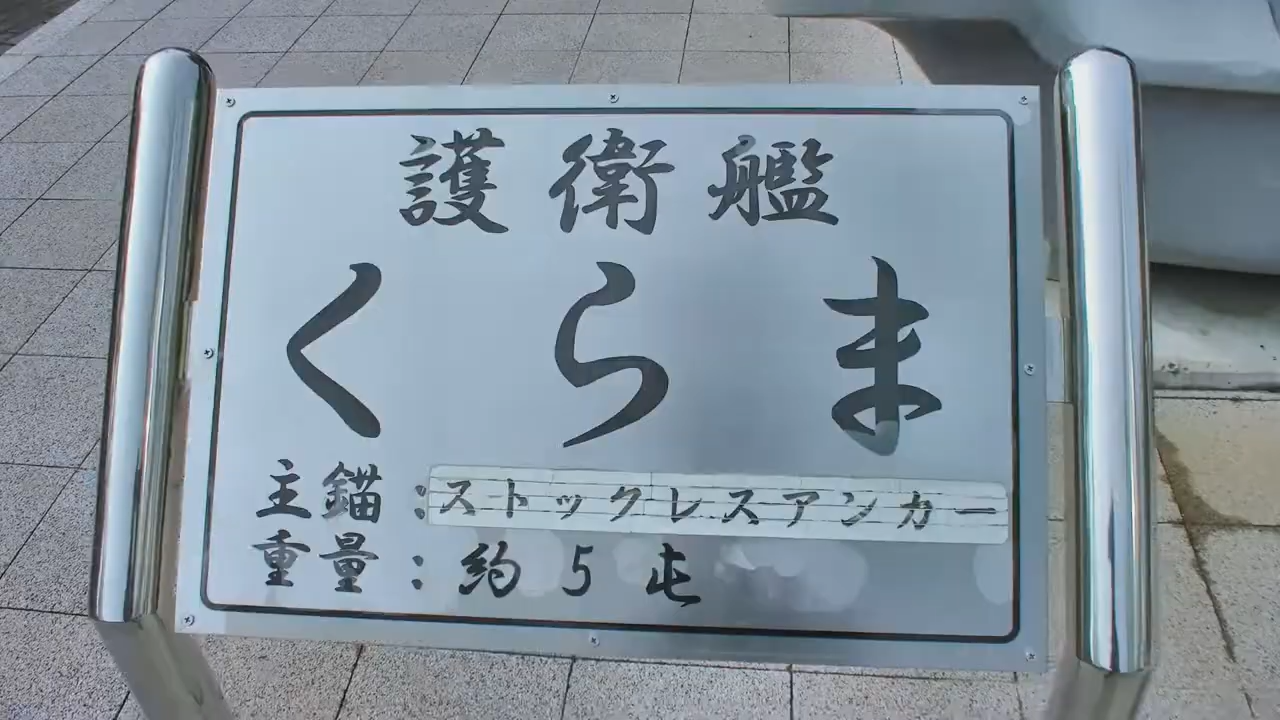 護衛艦
くらま
主錨:ストックレスアンカー
重量:約5屯